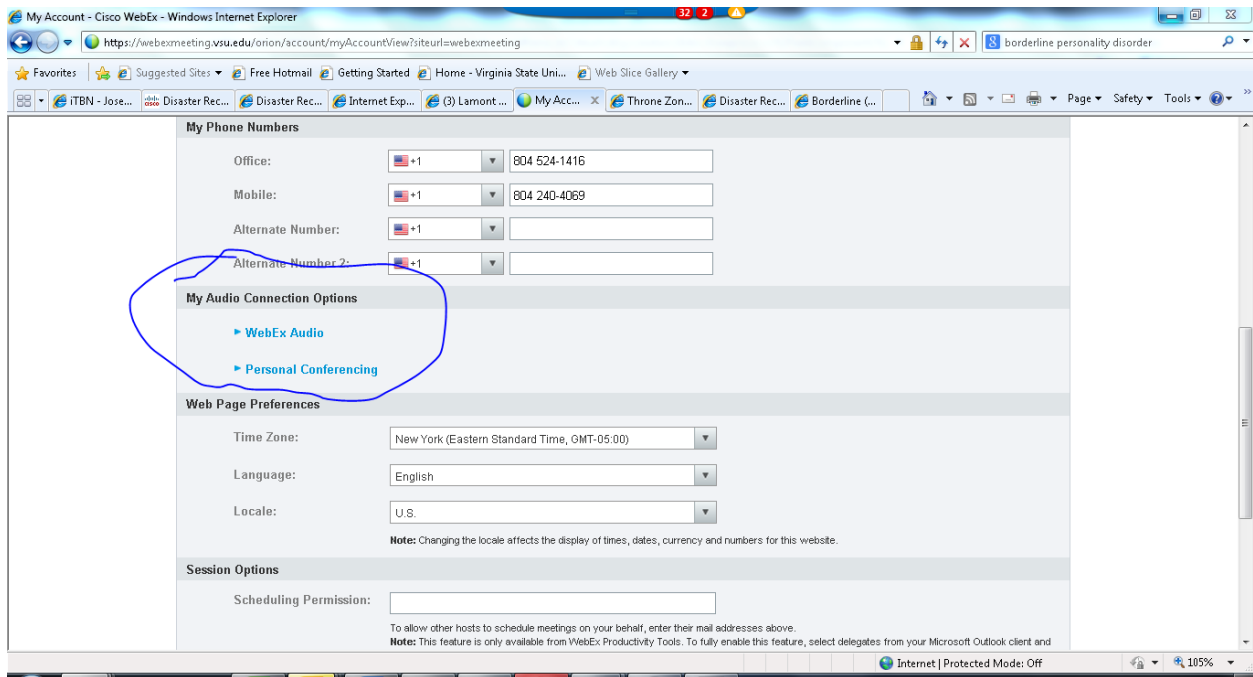 My Account - Cisco WebEx - Windows Internet Explorer
32 2
https://webexmeeting.vsu.edu/orion/account/myAccountView?siteurl=webexmeeting
borderline personality disorder
Favorites Suggested Sites Free Hotmail Getting Started Home - Virginia State Uni... Web Slice Gallery
iTBN - Jose... Disaster Rec... Disaster Rec... Internet Exp... (3) Lamont ... My Acc... x Throne Zon... Disaster Rec... Borderline (... Page Safety Tools »
My Phone Numbers
Office: +1 804 524-1416
Mobile: +1 804 240-4069
Alternate Number: +1
Alternate Number 2: +1
My Audio Connection Options
WebEx Audio
Personal Conferencing
Web Page Preferences
Time Zone: New York (Eastern Standard Time, GMT-05:00)
Language: English
Locale: U.S.
Note: Changing the locale affects the display of times, dates, currency and numbers for this website.
Session Options
Scheduling Permission:
To allow other hosts to schedule meetings on your behalf, enter their mail addresses above.
Note: This feature is only available from WebEx Productivity Tools. To fully enable this feature, select delegates from your Microsoft Outlook client and
Internet | Protected Mode: Off 105%